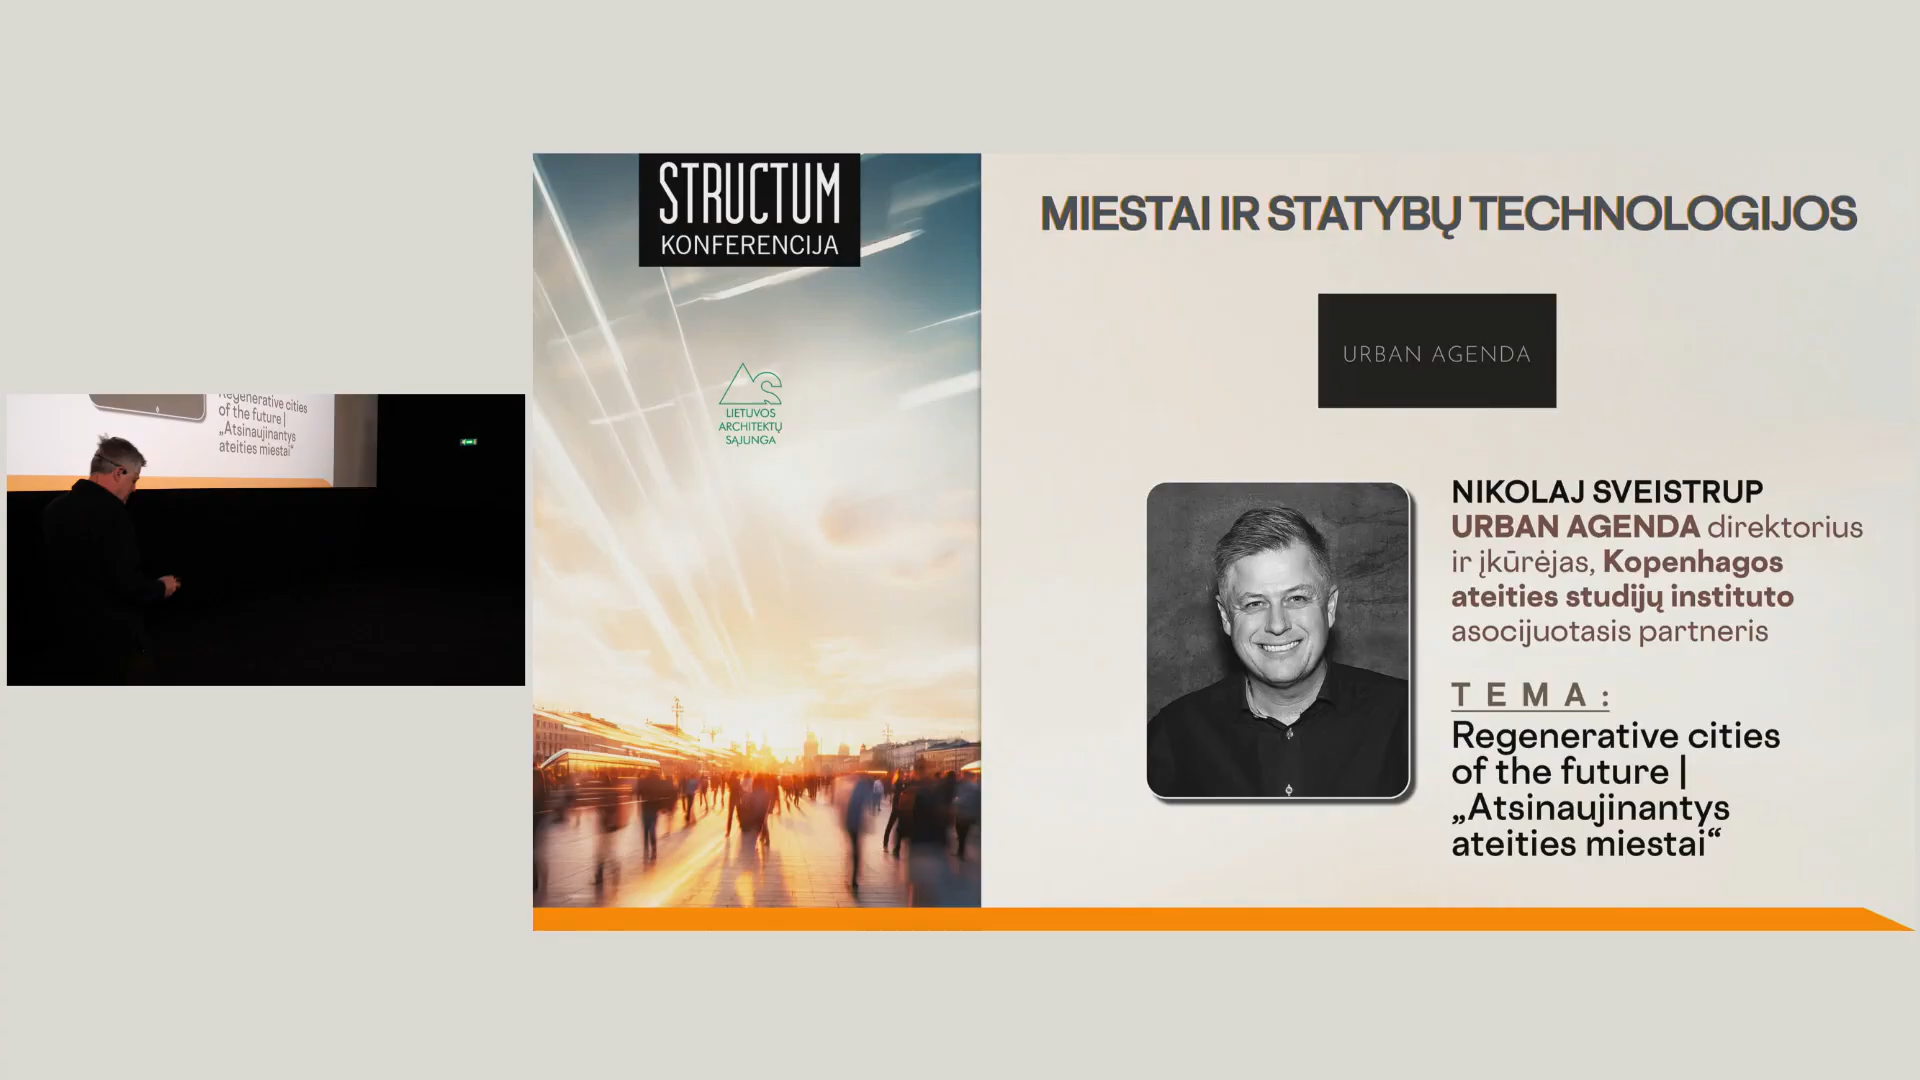 Regenerative cities
of the future |
„Atsinaujinantys
ateities miestai“
STRUCTUM
KONFERENCIJA
LIETUVOS
ARCHITEKTŲ
SĄJUNGA
MIESTAI IR STATYBŲ TECHNOLOGIJOS
URBAN AGENDA
NIKOLAJ SVEISTRUP
URBAN AGENDA direktorius
ir įkūrėjas, Kopenhagos
ateities studijų instituto
asocijuotasis partneris
TEMA:
Regenerative cities
of the future |
„Atsinaujinantys
ateities miestai“